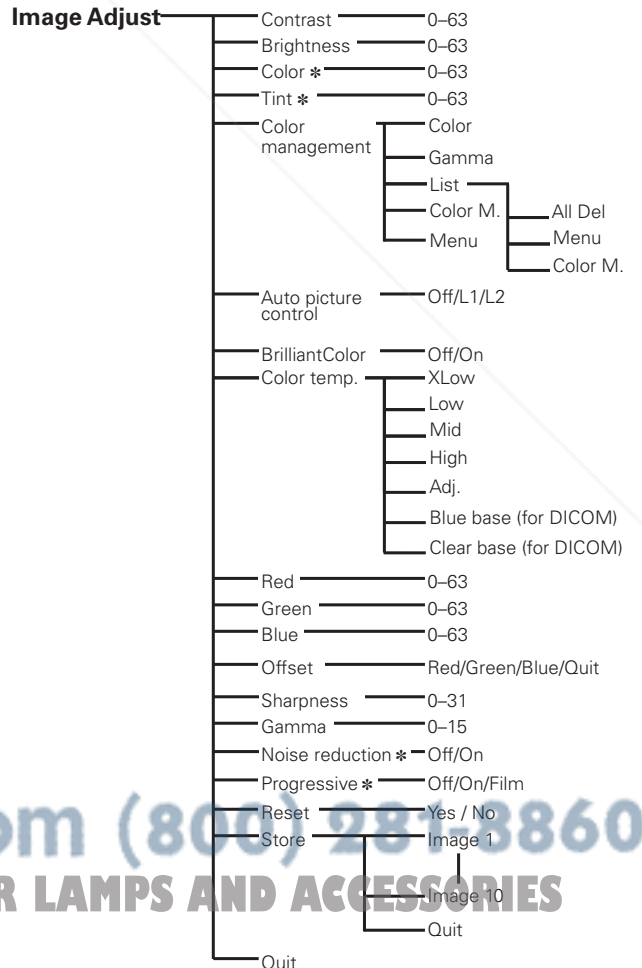 Image Adjust Contrast 0–63
Brightness 0–63
Color ✻ 0–63
Tint ✻ 0–63
Color management Color
Gamma
List
Color M. All Del
Menu Menu
Color M.
Auto picture control Off/L1/L2
BrilliantColor Off/On
Color temp. XLow
Low
Mid
High
Adj.
Blue base (for DICOM)
Clear base (for DICOM)
Red 0–63
Green 0–63
Blue 0–63
Offset Red/Green/Blue/Quit
Sharpness 0–31
Gamma 0–15
Noise reduction ✻ Off/On
Progressive ✻ Off/On/Film
Reset Yes / No
om (800) 281-8860
Store Image 1
R LAMPS AND ACCESSORIES
Image 10
Quit
Quit